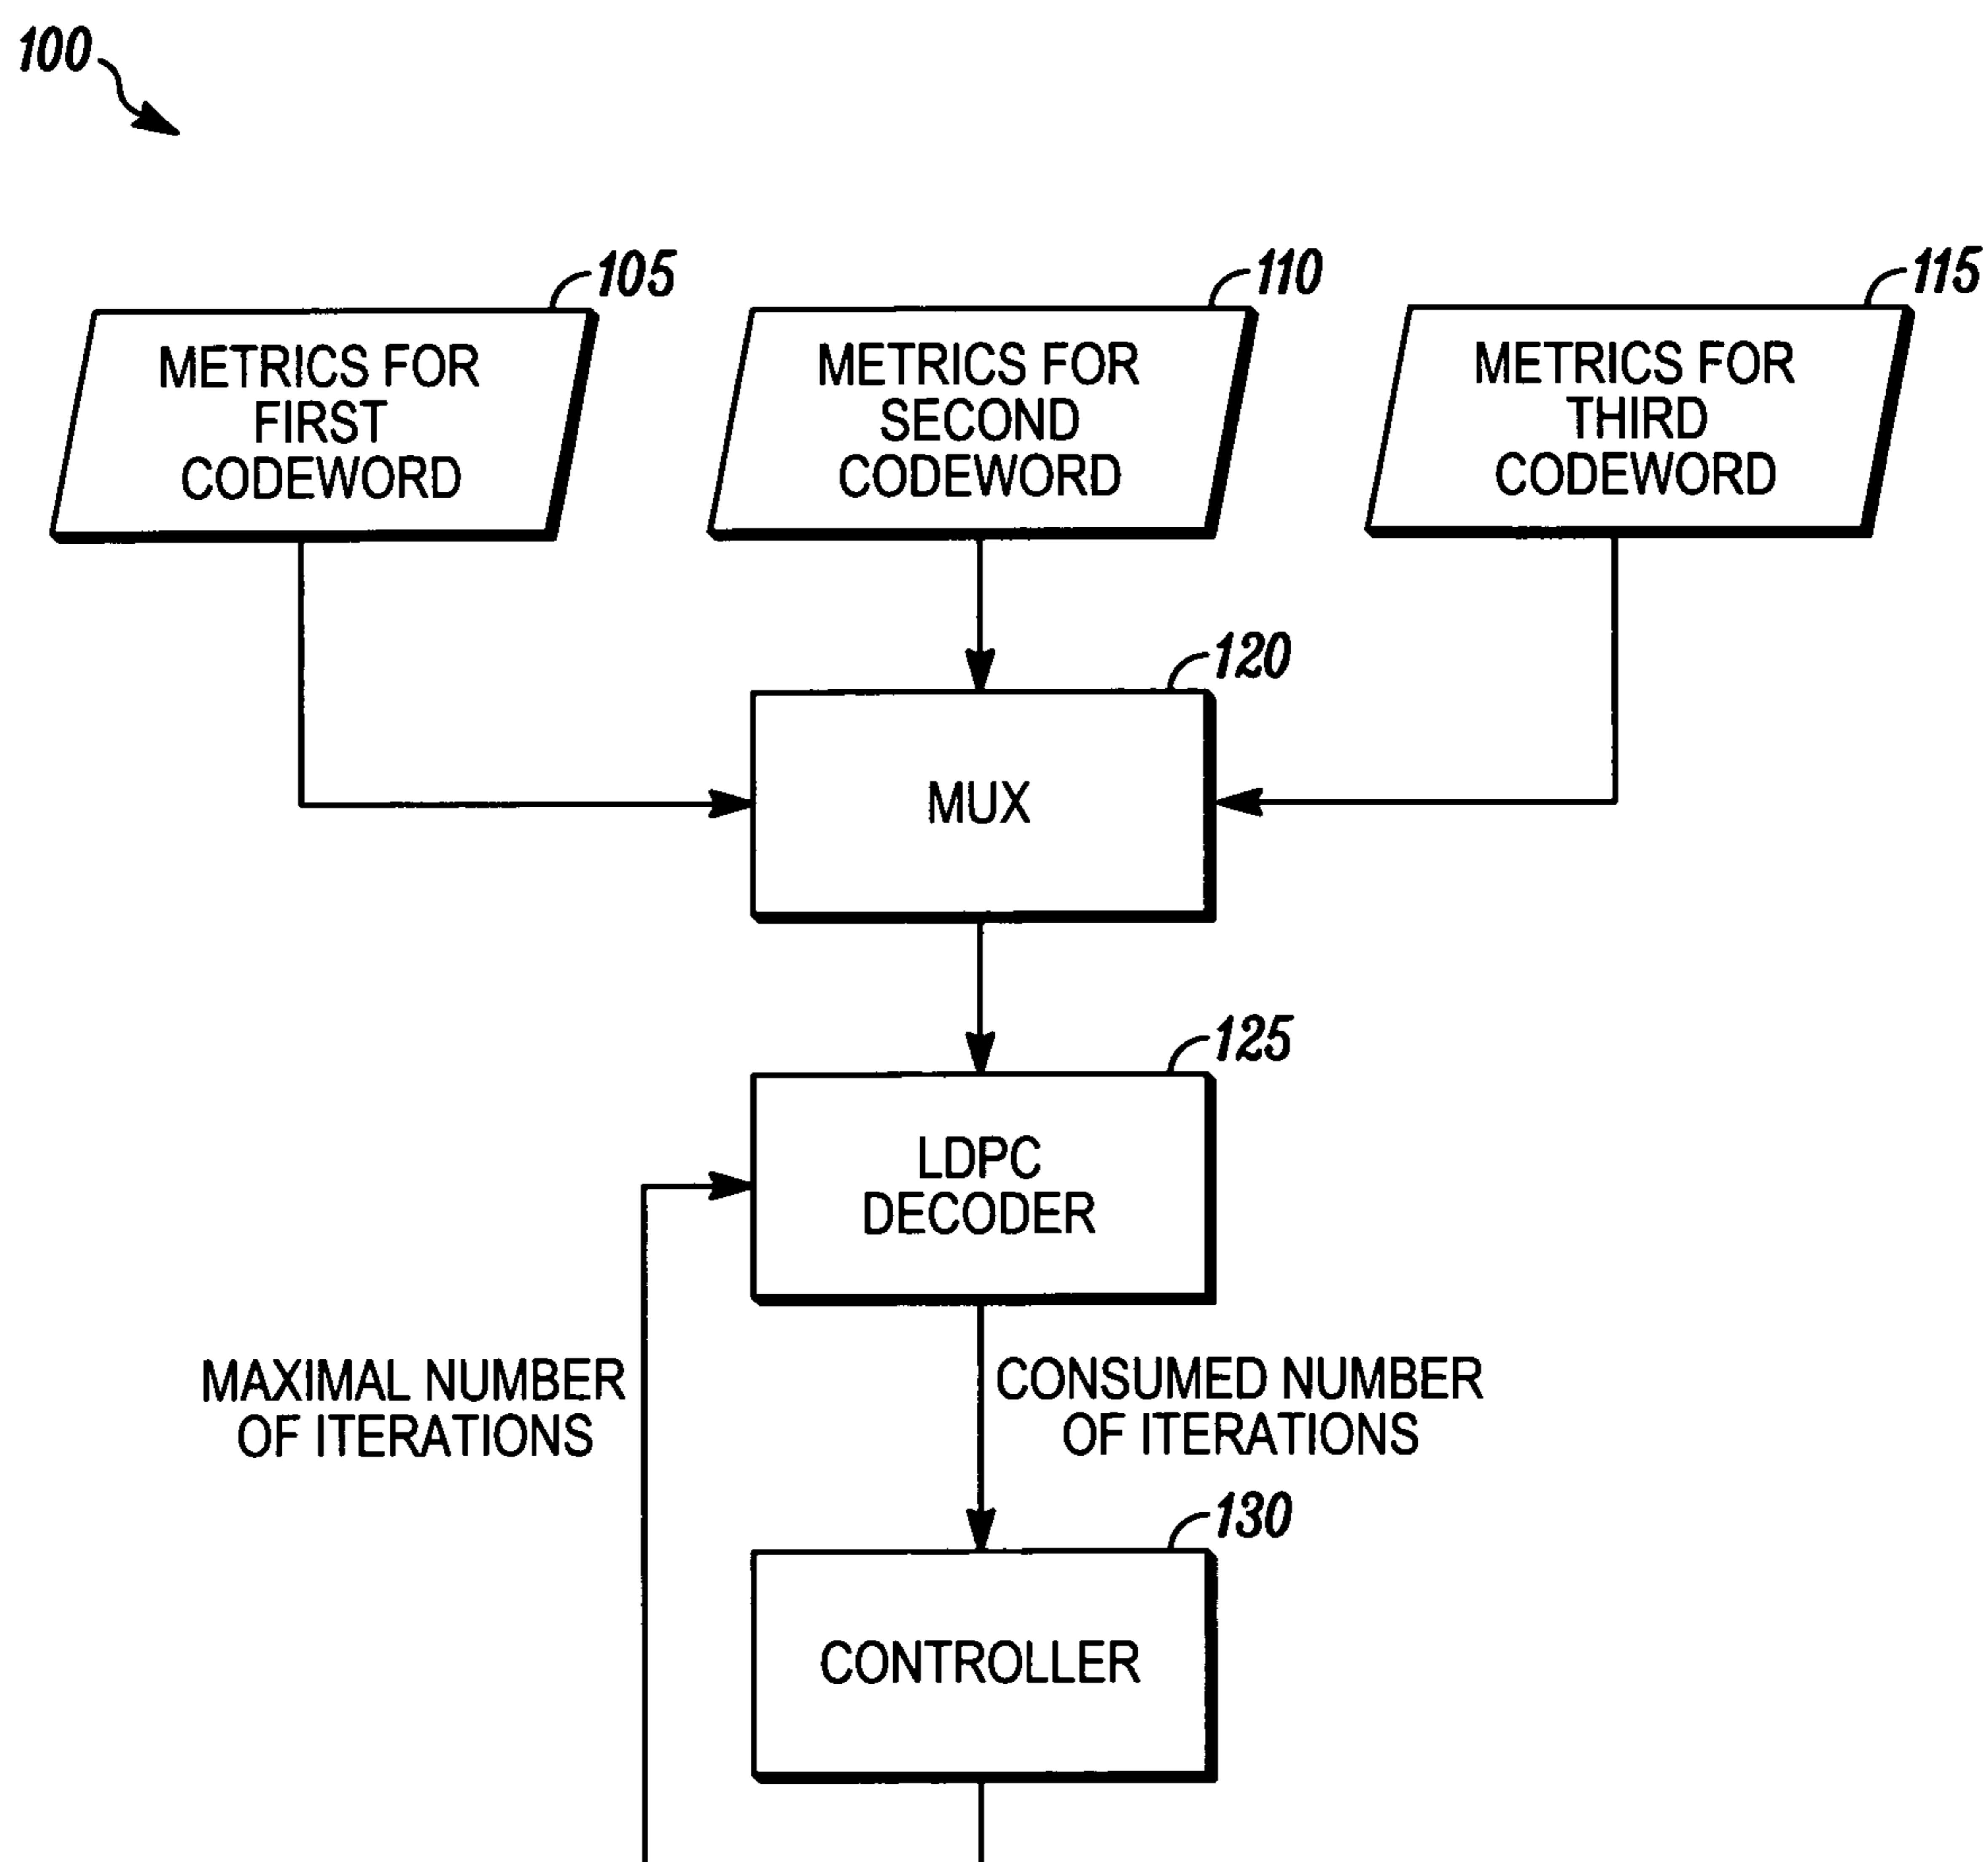 100
105
110
115
METRICS FOR
FIRST
CODEWORD
METRICS FOR
SECOND
CODEWORD
METRICS FOR
THIRD
CODEWORD
120
MUX
125
LDPC
DECODER
MAXIMAL NUMBER
OF ITERATIONS
CONSUMED NUMBER
OF ITERATIONS
130
CONTROLLER